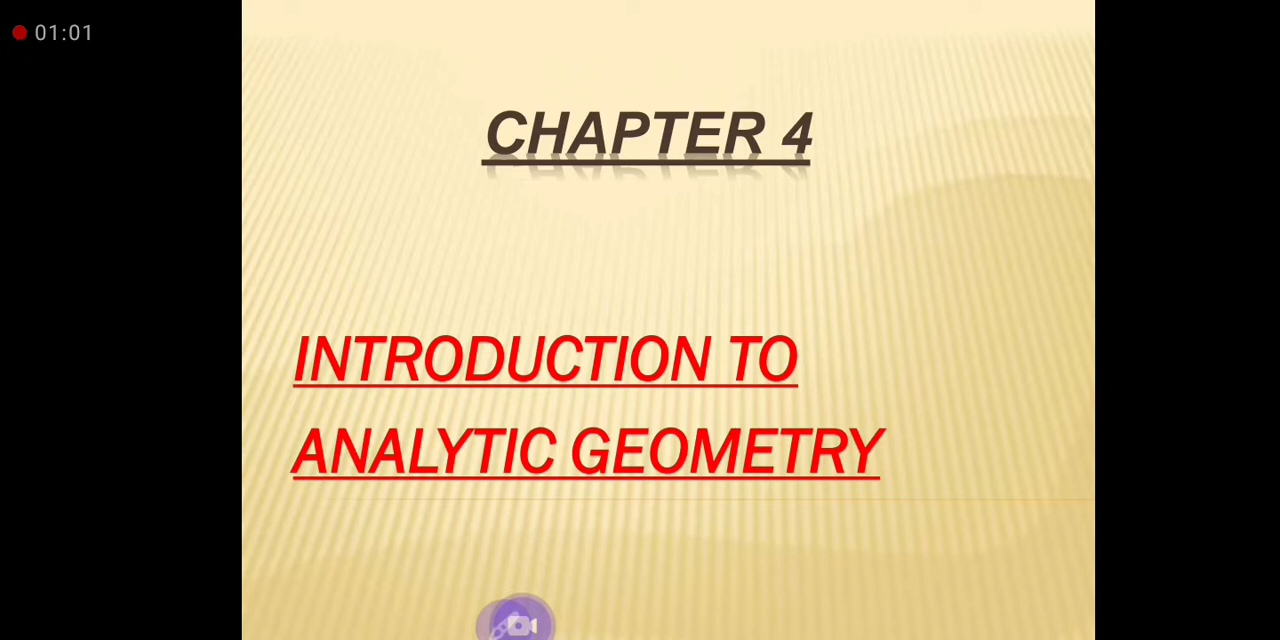 01:01
CHAPTER 4
INTRODUCTION TO
ANALYTIC GEOMETRY